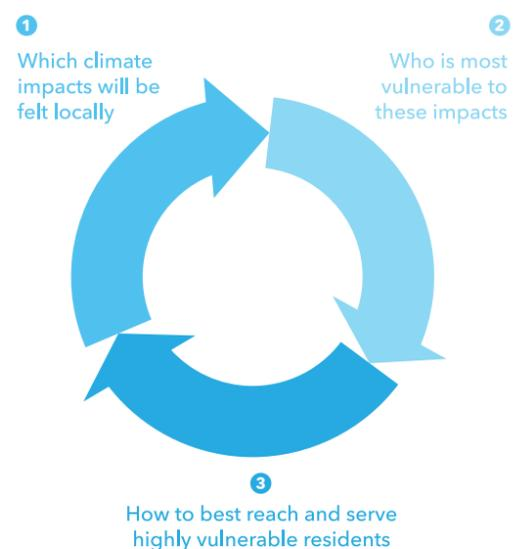 1
Which climate
impacts will be
felt locally
2
Who is most
vulnerable to
these impacts
3
How to best reach and serve
highly vulnerable residents